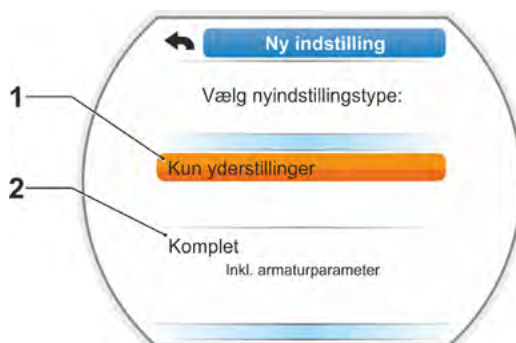 Ny indstilling
Vælg nyindstillingstype:
1
Kun yderstillinger
2
Komplet
Inkl. armaturparameter